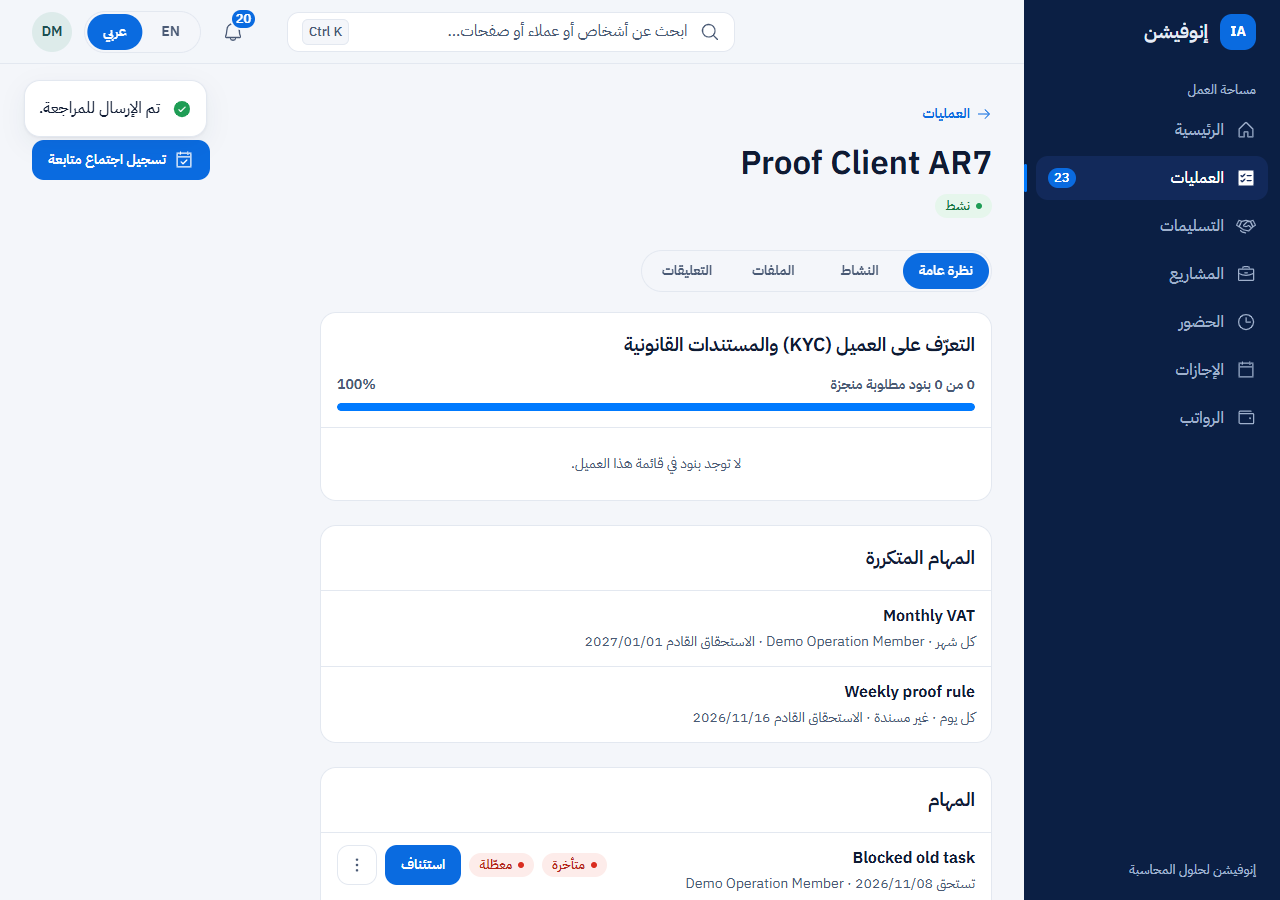 IA إنوفيشن
مساحة العمل
الرئيسية
العمليات 23
التسليمات
المشاريع
الحضور
الإجازات
الرواتب
إنوفيشن لحلول المحاسبة
ابحث عن أشخاص أو عملاء أو صفحات... Ctrl K
20
EN عربي
DM
تم الإرسال للمراجعة.
تسجيل اجتماع متابعة
العمليات
Proof Client AR7
نشط
نظرة عامة النشاط الملفات التعليقات
التعرّف على العميل (KYC) والمستندات القانونية
0 من 0 بنود مطلوبة منجزة 100%
لا توجد بنود في قائمة هذا العميل.
المهام المتكررة
Monthly VAT
كل شهر · Demo Operation Member · الاستحقاق القادم 2027/01/01
Weekly proof rule
كل يوم · غير مسندة · الاستحقاق القادم 2026/11/16
المهام
Blocked old task
تستحق 2026/11/08 · Demo Operation Member
متأخرة معطّلة استئناف